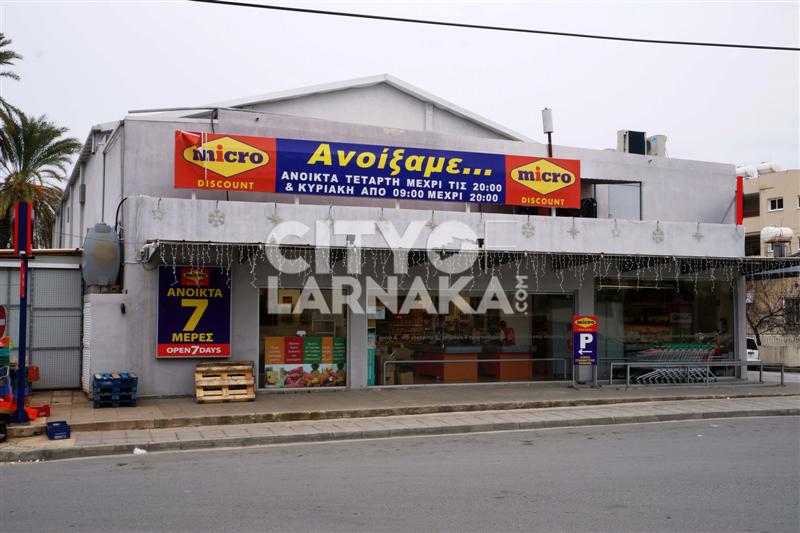 micro
DISCOUNT
Ανοίξαμε...
ΑΝΟΙΚΤΑ ΤΕΤΑΡΤΗ ΜΕΧΡΙ ΤΙΣ 20:00
& ΚΥΡΙΑΚΗ ΑΠΟ 09:00 ΜΕΧΡΙ 20:00
micro
DISCOUNT
CITY OF
LARNAKA.com
micro
ΑΝΟΙΚΤΑ
7
ΜΕΡΕΣ
OPEN 7 DAYS
micro
P